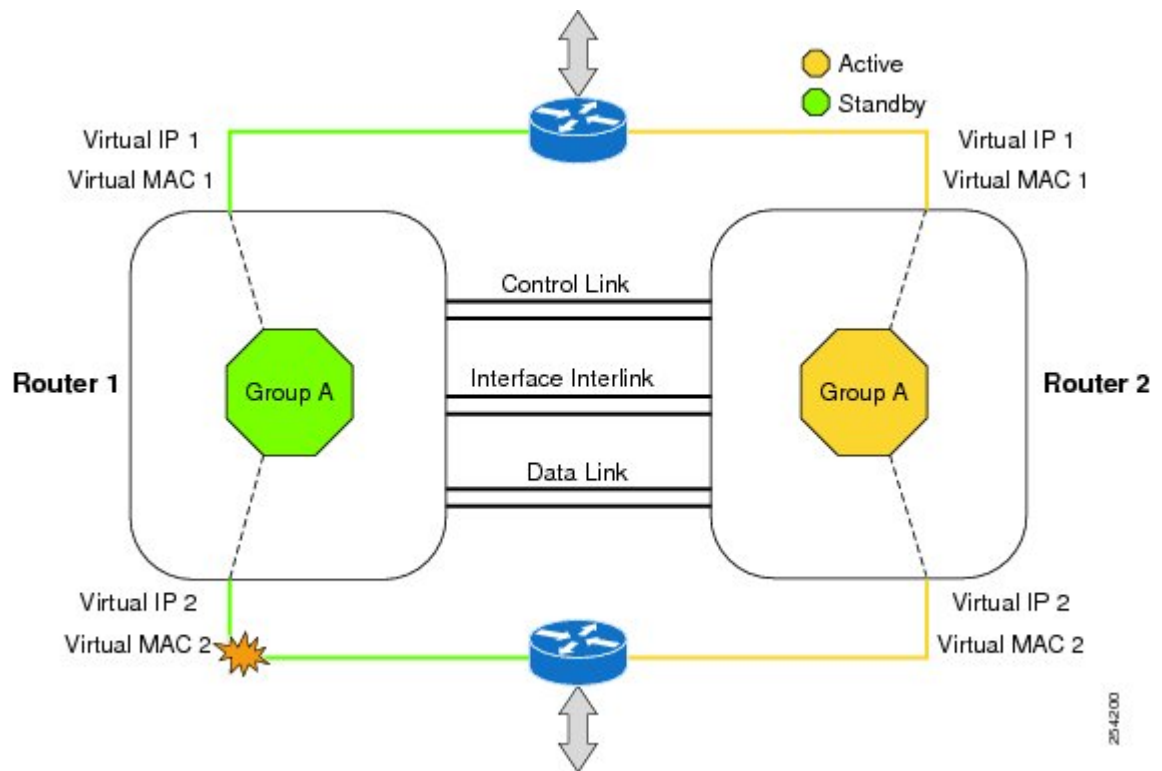 Active
Standby
Virtual IP 1
Virtual MAC 1
Virtual IP 1
Virtual MAC 1
Control Link
Router 1
Group A
Interface Interlink
Group A
Router 2
Data Link
Virtual IP 2
Virtual MAC 2
Virtual IP 2
Virtual MAC 2
254200